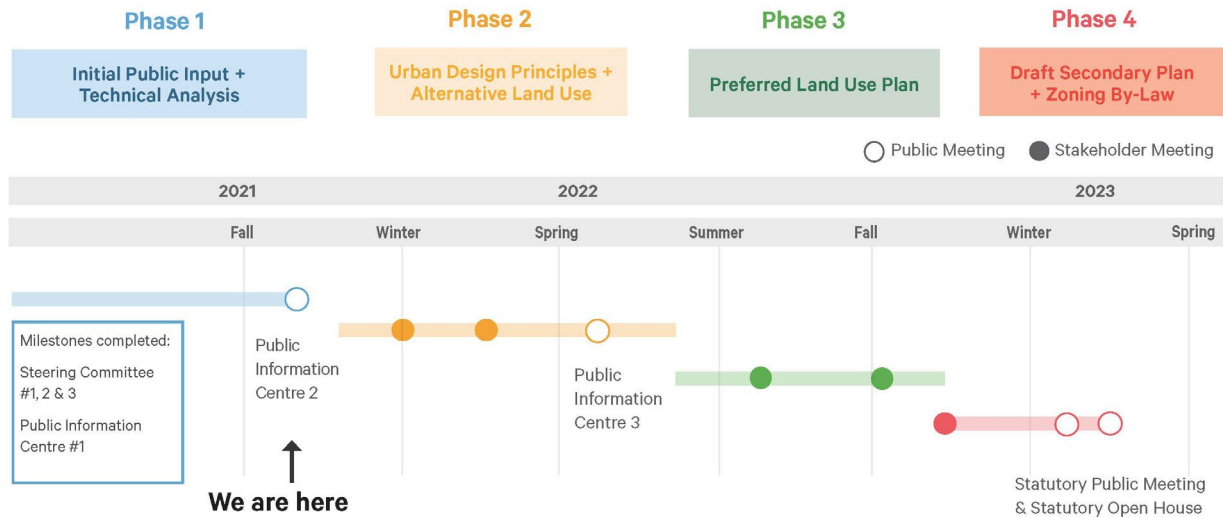 Phase 1
Phase 2
Phase 3
Phase 4
Initial Public Input +
Technical Analysis
Urban Design Principles +
Alternative Land Use
Preferred Land Use Plan
Draft Secondary Plan
+ Zoning By-Law
Public Meeting
Stakeholder Meeting
2021
2022
2023
Fall
Winter
Spring
Summer
Fall
Winter
Spring
Milestones completed:
Steering Committee
#1, 2 & 3
Public Information
Centre #1
Public
Information
Centre 2
We are here
Public
Information
Centre 3
Statutory Public Meeting
& Statutory Open House